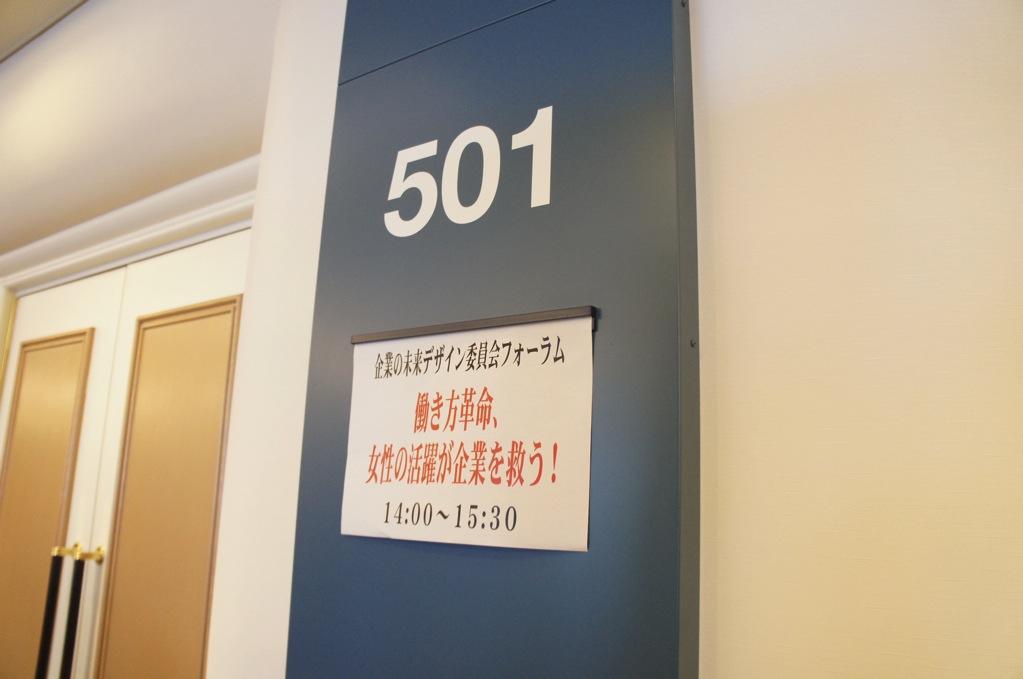 501
企業の未来デザイン委員会フォーラム
働き方革命、
女性の活躍が企業を救う！
14:00～15:30